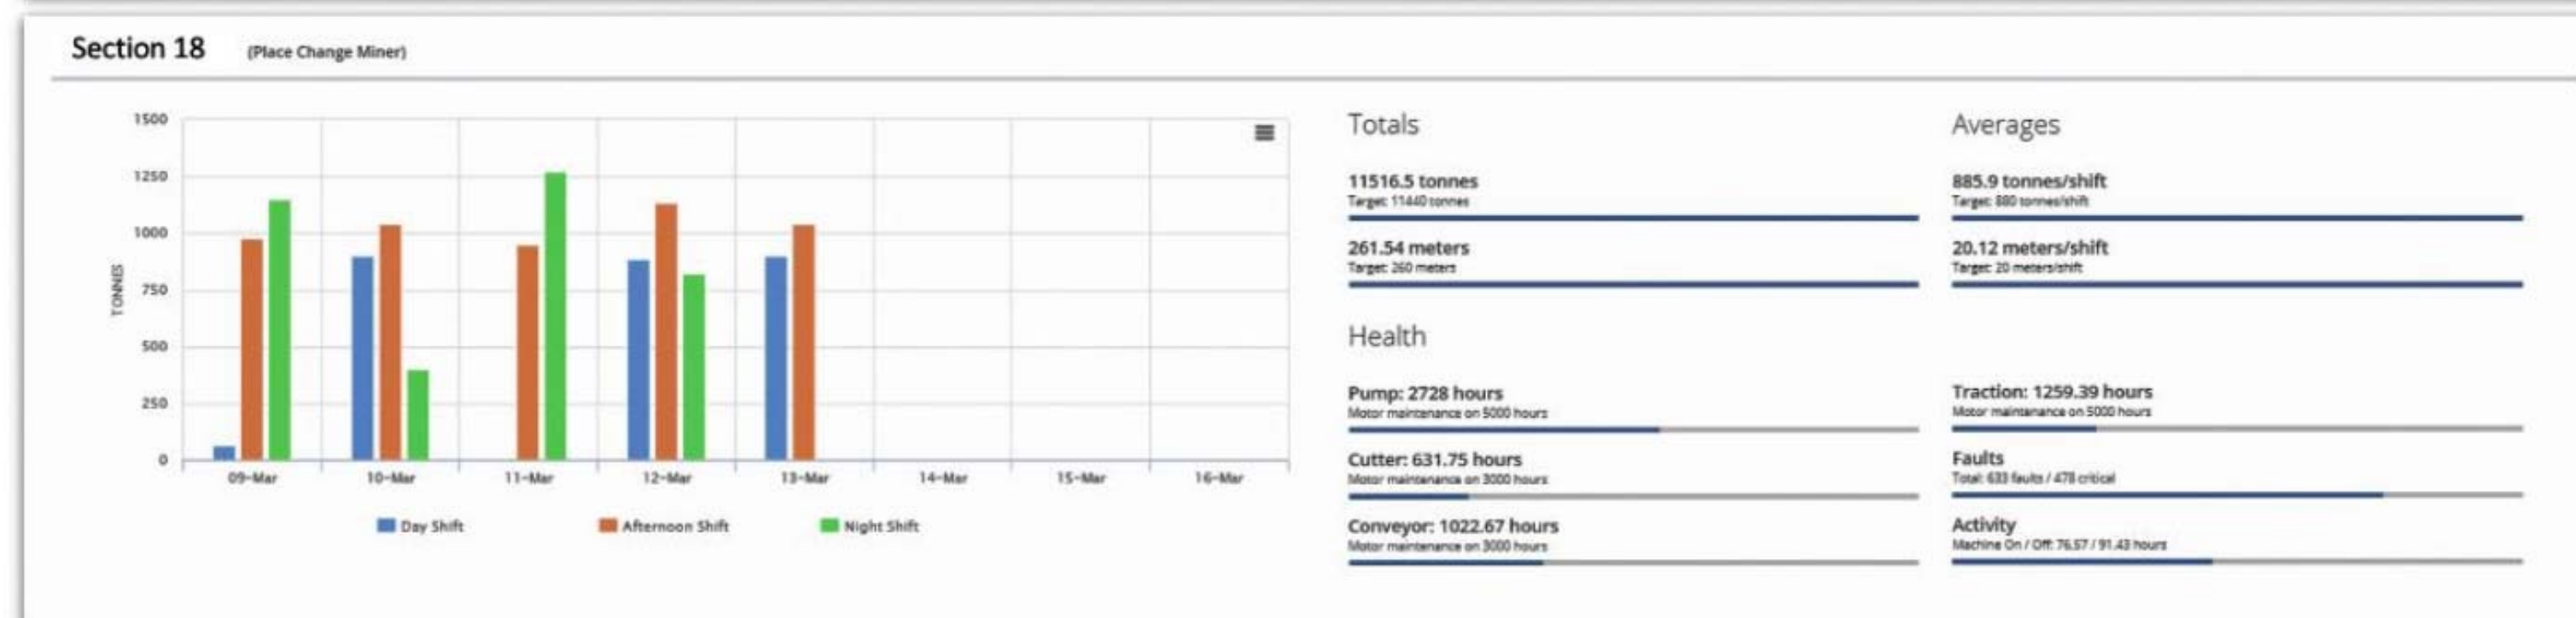 Section 18 (Place Change Miner)
1500
1250
1000
750
500
250
0
TONNES
09-Mar 10-Mar 11-Mar 12-Mar 13-Mar 14-Mar 15-Mar 16-Mar
Day Shift Afternoon Shift Night Shift
Totals
11516.5 tonnes
Target: 11440 tonnes
261.54 meters
Target: 260 meters
Averages
885.9 tonnes/shift
Target: 880 tonnes/shift
20.12 meters/shift
Target: 20 meters/shift
Health
Pump: 2728 hours
Motor maintenance on 5000 hours
Cutter: 631.75 hours
Motor maintenance on 3000 hours
Conveyor: 1022.67 hours
Motor maintenance on 3000 hours
Traction: 1259.39 hours
Motor maintenance on 5000 hours
Faults
Total: 633 faults / 478 critical
Activity
Machine On / Off: 76.57 / 91.43 hours